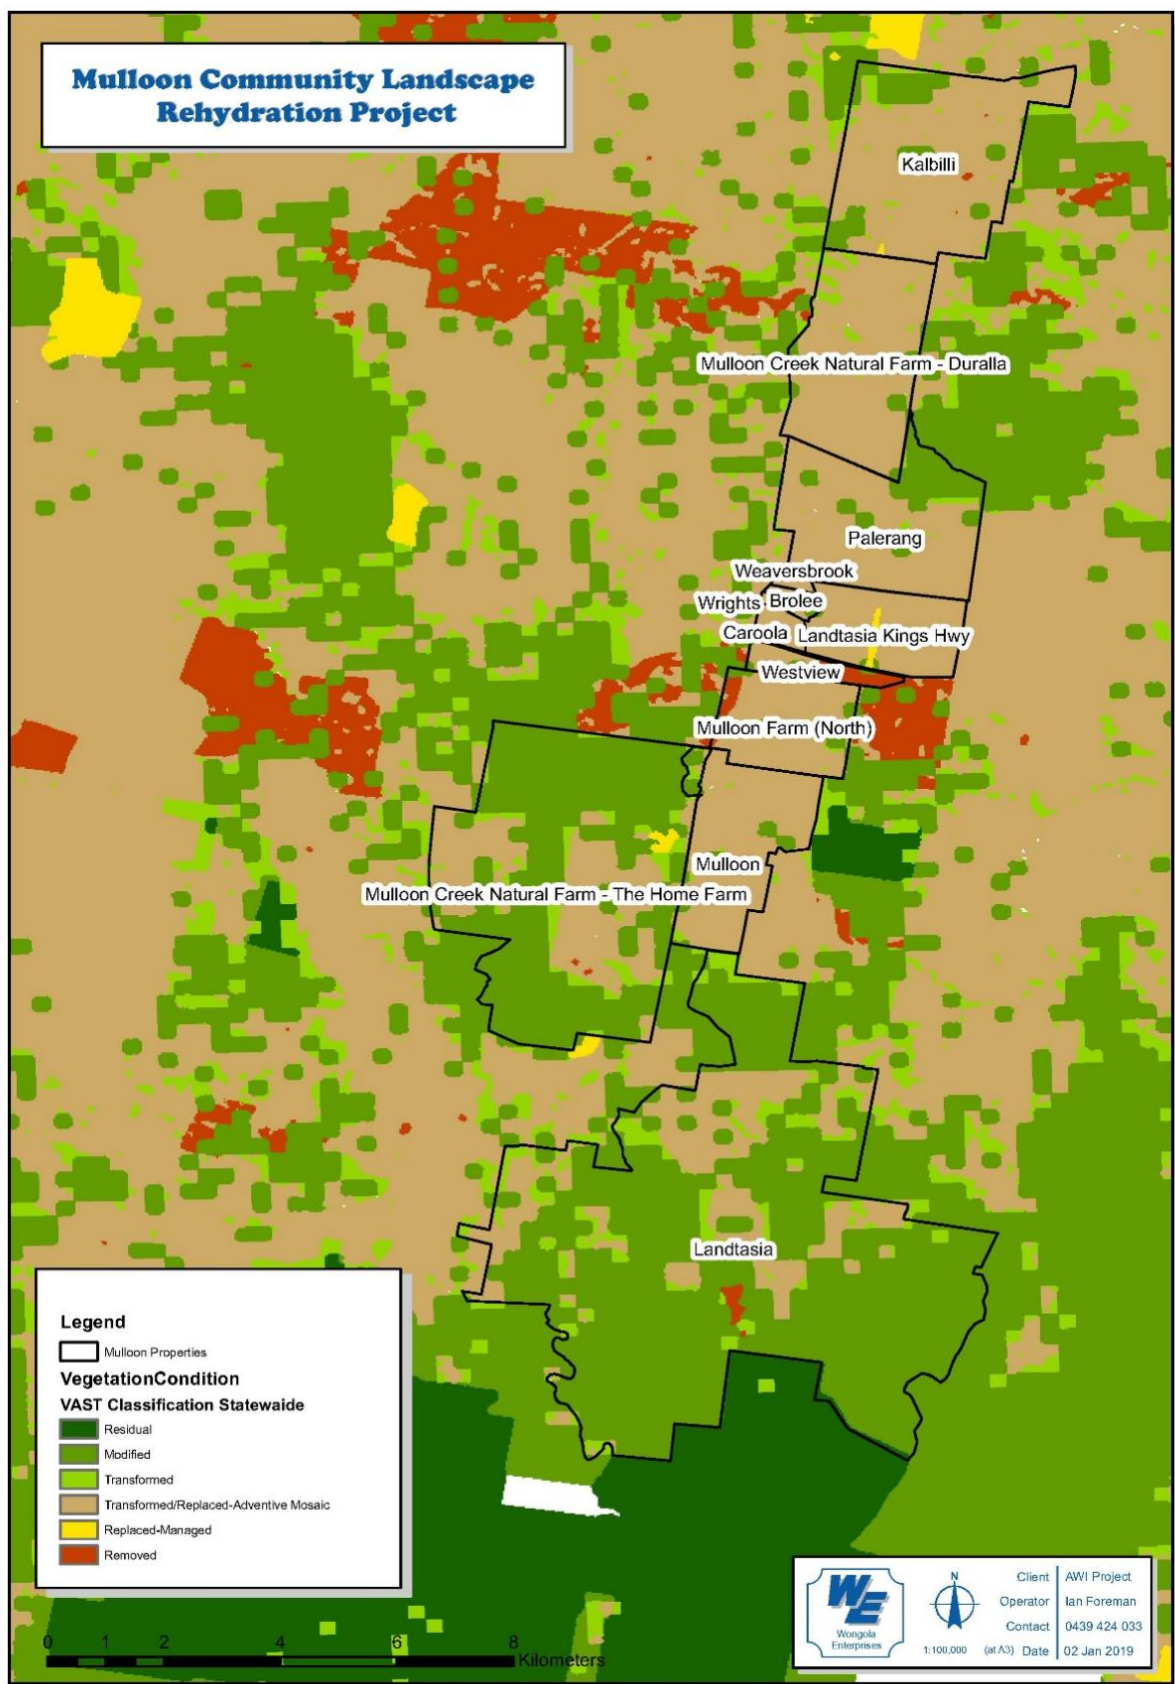 Mulloon Community Landscape
Rehydration Project
Kalbilli
Mulloon Creek Natural Farm - Duralla
Palerang
Weaversbrook
Wrights
Brolee
Caroola
Landtasia Kings Hwy
Westview
Mulloon Farm (North)
Mulloon
Mulloon Creek Natural Farm - The Home Farm
Landtasia
Legend
Mulloon Properties
VegetationCondition
VAST Classification Statewaide
Residual
Modified
Transformed
Transformed/Replaced-Adventive Mosaic
Replaced-Managed
Removed
0 1 2 4 6 8
Kilometers
WE
Wongola
Enterprises
N
1:100,000 (at A3)
Client AWI Project
Operator Ian Foreman
Contact 0439 424 033
Date 02 Jan 2019